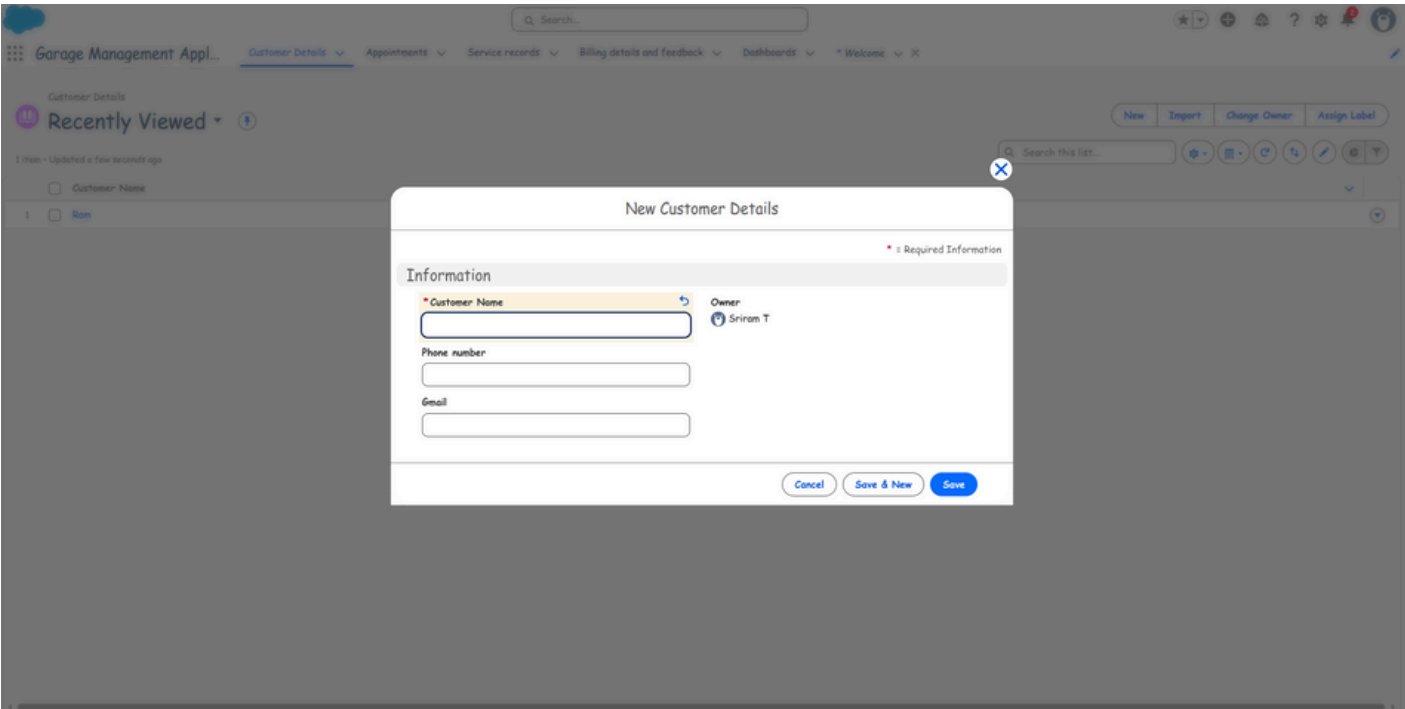 Search...
Garage Management Appl... Customer Details Appointments Service records Billing details and feedback Dashboards * Welcome
Customer Details
Recently Viewed
New Import Change Owner Assign Label
1 item • Updated a few seconds ago
Search this list...
Customer Name
1 Ram
New Customer Details
* = Required Information
Information
*Customer Name
Owner
Sriram T
Phone number
Gmail
Cancel Save & New Save